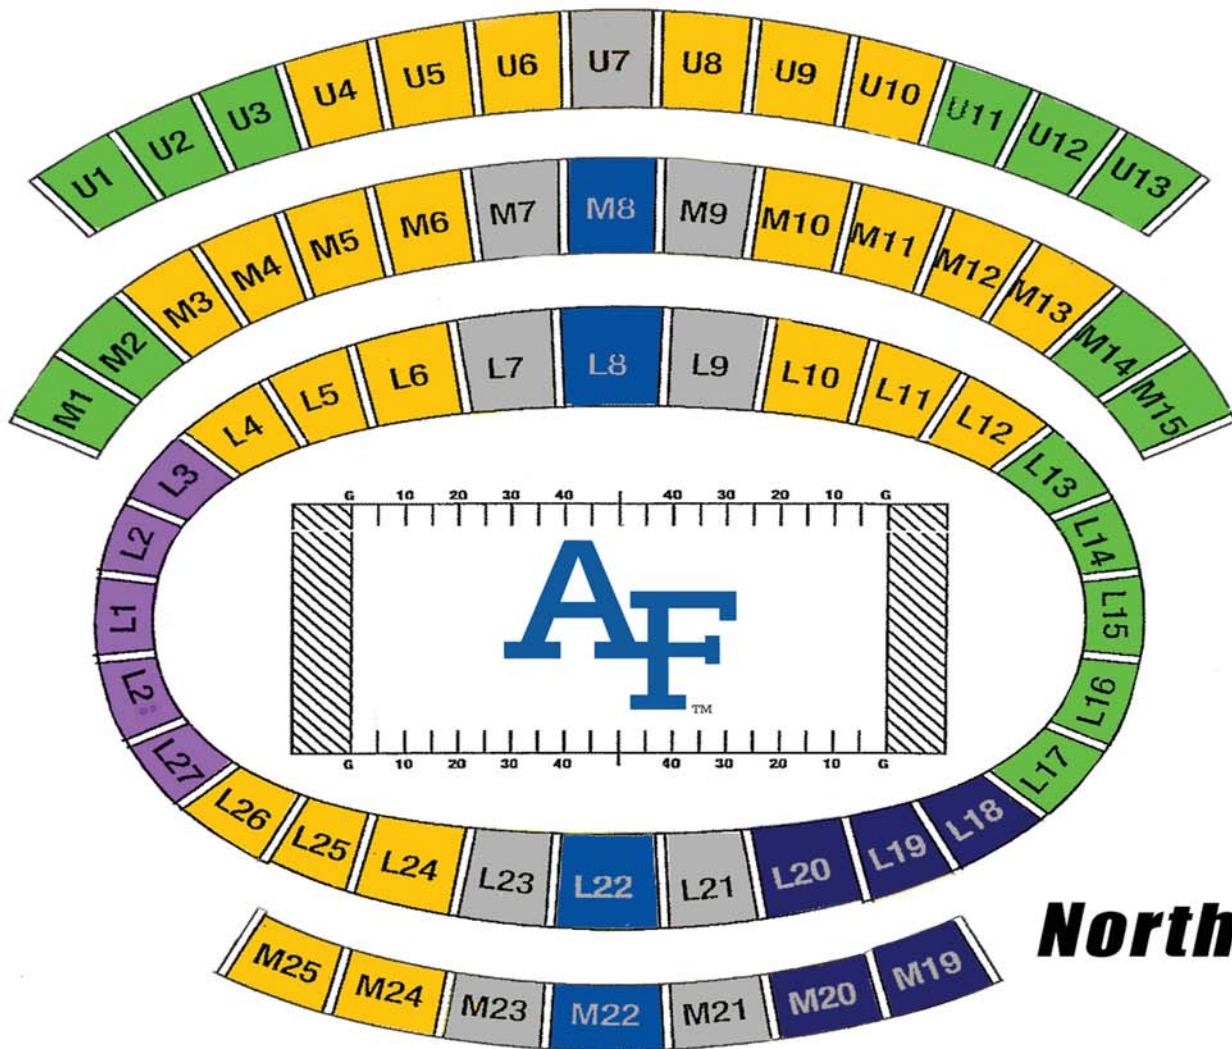 U1 U2 U3 U4 U5 U6 U7 U8 U9 U10 U11 U12 U13
M1 M2 M3 M4 M5 M6 M7 M8 M9 M10 M11 M12 M13 M14 M15
L4 L5 L6 L7 L8 L9 L10 L11 L12
L3 L13
L2 L14
L1 L15
L2 L16
L27 L17
G 10 20 30 40 40 30 20 10 G
AF
TM
G 10 20 30 40 40 30 20 10 G
L26 L25 L24 L23 L22 L21 L20 L19 L18
North
M25 M24 M23 M22 M21 M20 M19